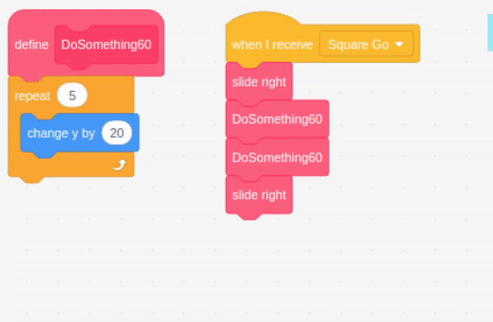 define DoSomething60
repeat 5
change y by 20
when I receive Square Go
slide right
DoSomething60
DoSomething60
slide right